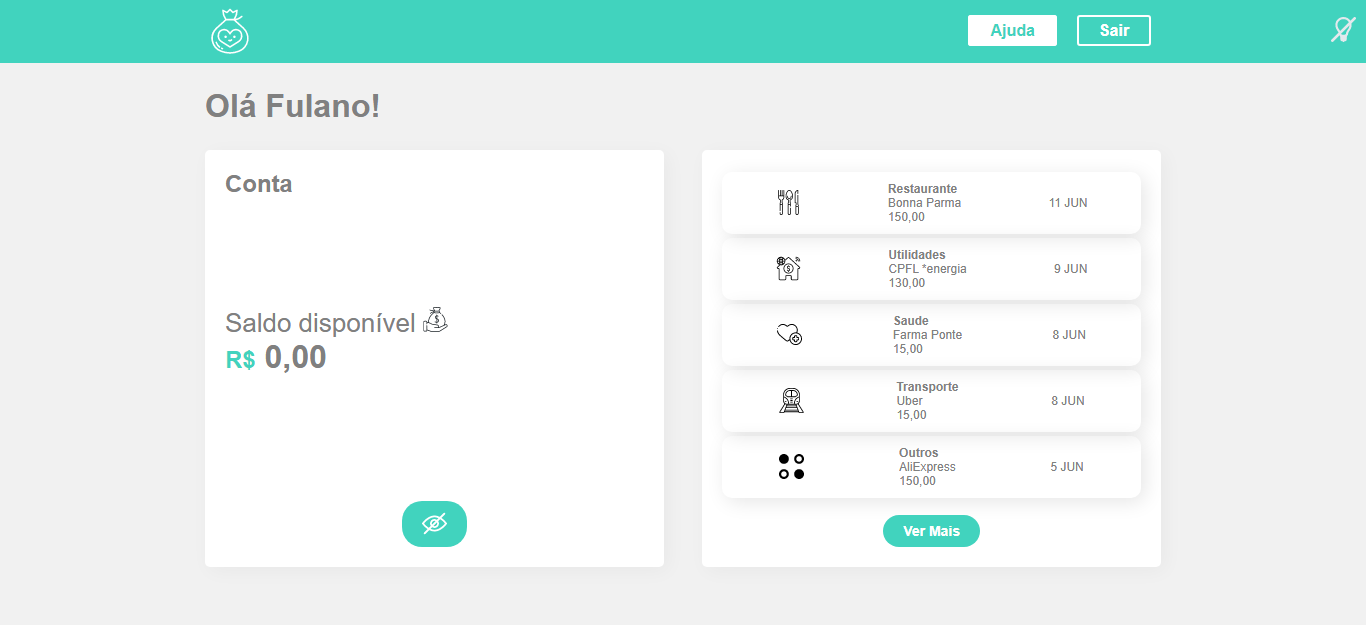 Ajuda
Sair
Olá Fulano!
Conta
Saldo disponível
R$ 0,00
Restaurante
Bonna Parma
150,00
11 JUN
Utilidades
CPFL *energia
130,00
9 JUN
Saude
Farma Ponte
15,00
8 JUN
Transporte
Uber
15,00
8 JUN
Outros
AliExpress
150,00
5 JUN
Ver Mais